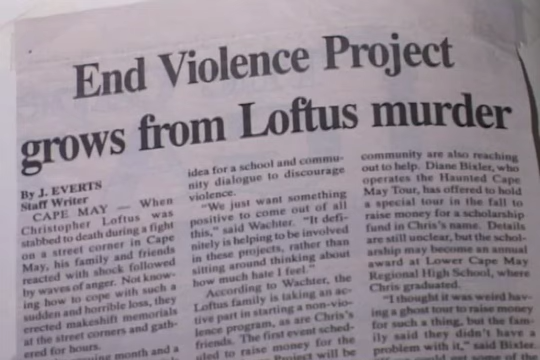 End Violence Project
grows from Loftus murder
By J. EVERTS
Staff Writer
CAPE MAY — When
Christopher Loftus was
stabbed to death during a fight
on a street corner in Cape
May, his family and friends
reacted with shock followed
by waves of anger. Not know-
ing how to cope with such a
sudden and horrible loss, they
erected makeshift memorials
at the street corners and gath-
ered for hours.
month and a
idea for a school and commu-
nity dialogue to discourage
violence.
"We just want something
positive to come out of all
this," said Wachter. "It defi-
nitely is helping to be involved
in these projects, rather than
sitting around thinking about
how much hate I feel."
According to Wachter, the
Loftus family is taking an ac-
tive part in starting a non-vio-
lence program, as are Chris's
friends. The first event sched-
uled to raise money for the
Project will be
community are also reaching
out to help. Diane Bixler, who
operates the Haunted Cape
May Tour, has offered to hold
a special tour in the fall to
raise money for a scholarship
fund in Chris's name. Details
are still unclear, but the schol-
arship may become an annual
award at Lower Cape May
Regional High School, where
Chris graduated.
"I thought it was weird hav-
ing a ghost tour to raise money
for such a thing, but the fam-
ily said they didn't have a
problem with it," said Bixler.